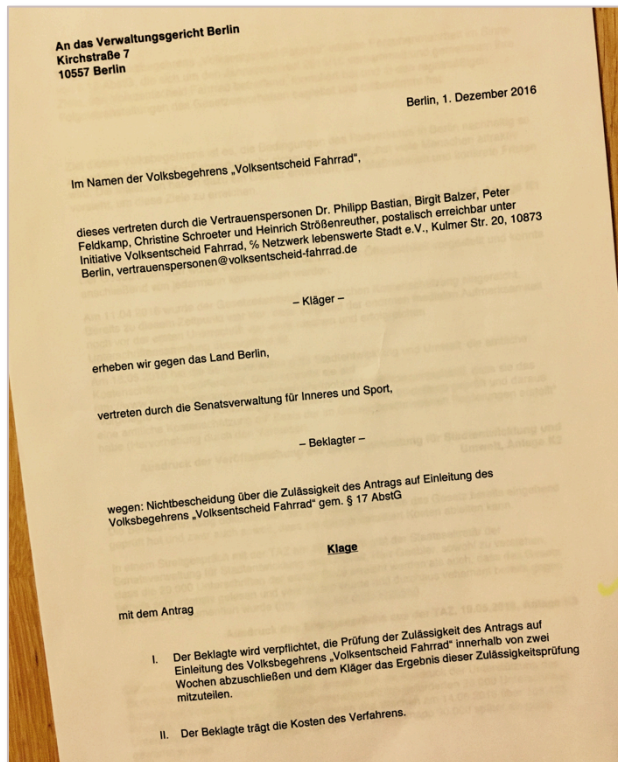 An das Verwaltungsgericht Berlin
Kirchstraße 7
10557 Berlin
Berlin, 1. Dezember 2016
Im Namen der Volksbegehrens „Volksentscheid Fahrrad“,
dieses vertreten durch die Vertrauenspersonen Dr. Philipp Bastian, Birgit Balzer, Peter
Feldkamp, Christine Schroeter und Heinrich Strößenreuther, postalisch erreichbar unter
Initiative Volksentscheid Fahrrad, % Netzwerk lebenswerte Stadt e.V., Kulmer Str. 20, 10873
Berlin, vertrauenspersonen@volksentscheid-fahrrad.de
– Kläger –
erheben wir gegen das Land Berlin,
vertreten durch die Senatsverwaltung für Inneres und Sport,
– Beklagter –
wegen: Nichtbescheidung über die Zulässigkeit des Antrags auf Einleitung des
Volksbegehrens „Volksentscheid Fahrrad“ gem. § 17 AbstG
Klage
mit dem Antrag
I. Der Beklagte wird verpflichtet, die Prüfung der Zulässigkeit des Antrags auf
Einleitung des Volksbegehrens „Volksentscheid Fahrrad“ innerhalb von zwei
Wochen abzuschließen und dem Kläger das Ergebnis dieser Zulässigkeitsprüfung
mitzuteilen.
II. Der Beklagte trägt die Kosten des Verfahrens.